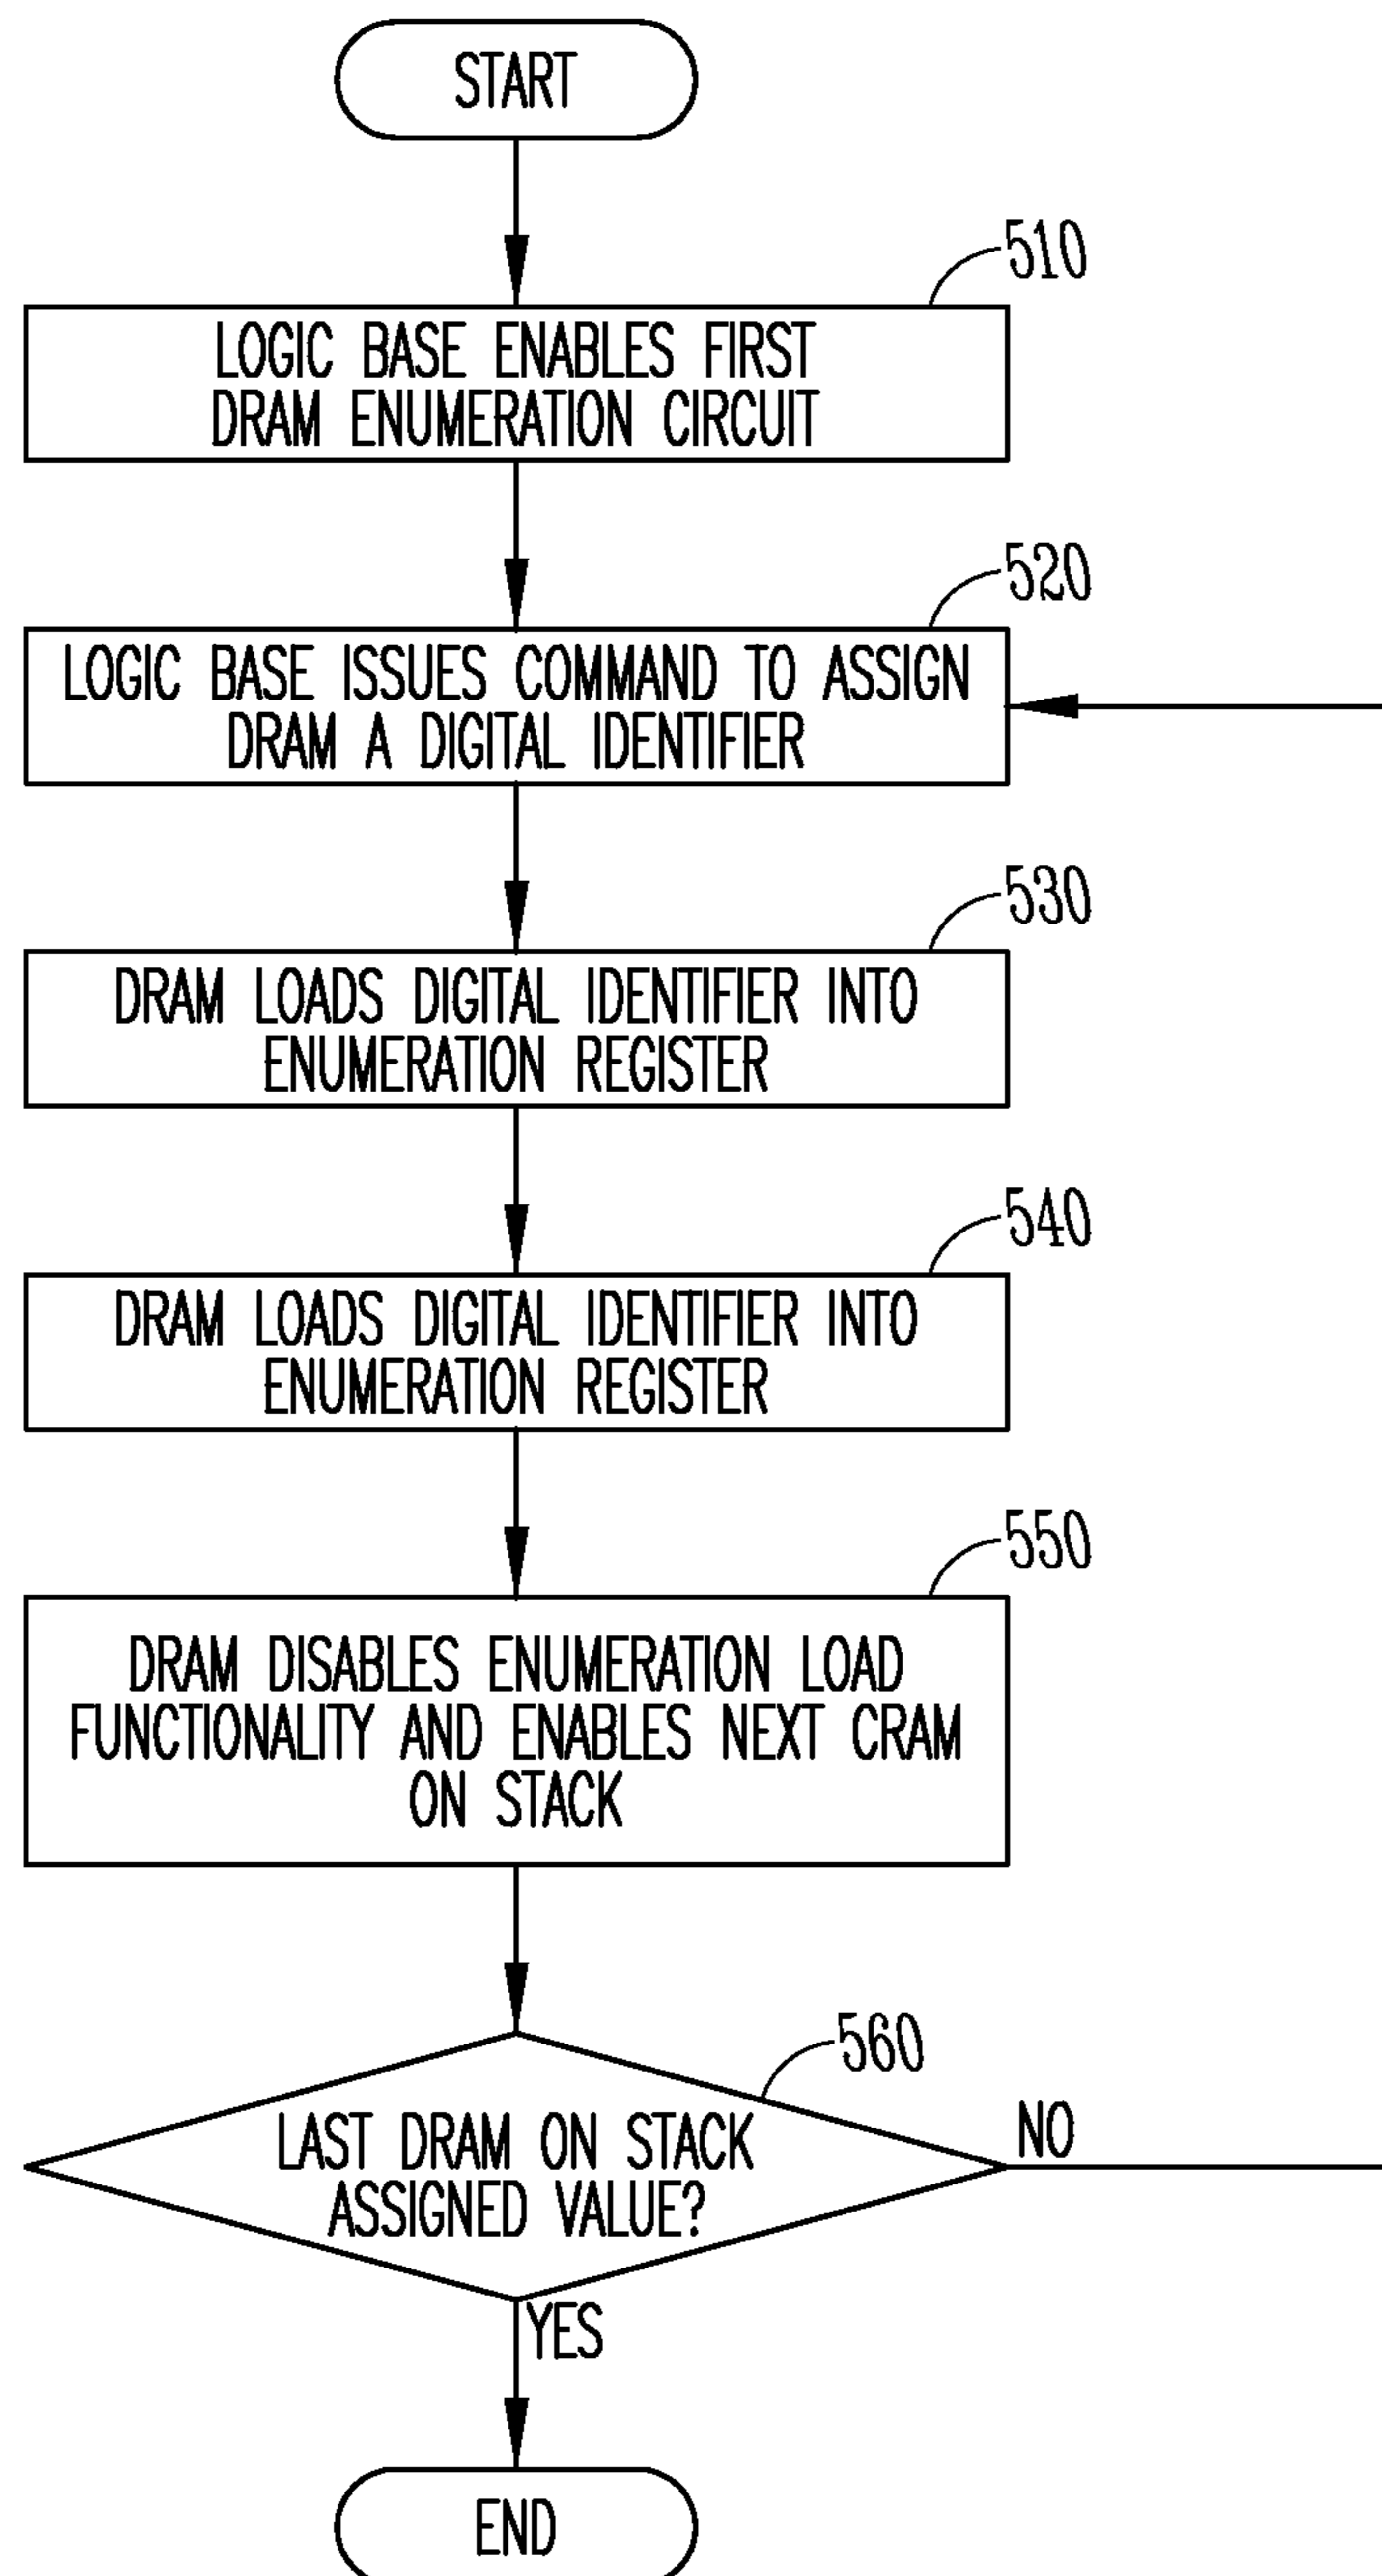 START
510
LOGIC BASE ENABLES FIRST
DRAM ENUMERATION CIRCUIT
520
LOGIC BASE ISSUES COMMAND TO ASSIGN
DRAM A DIGITAL IDENTIFIER
530
DRAM LOADS DIGITAL IDENTIFIER INTO
ENUMERATION REGISTER
540
DRAM LOADS DIGITAL IDENTIFIER INTO
ENUMERATION REGISTER
550
DRAM DISABLES ENUMERATION LOAD
FUNCTIONALITY AND ENABLES NEXT CRAM
ON STACK
560
LAST DRAM ON STACK
ASSIGNED VALUE?
NO
YES
END